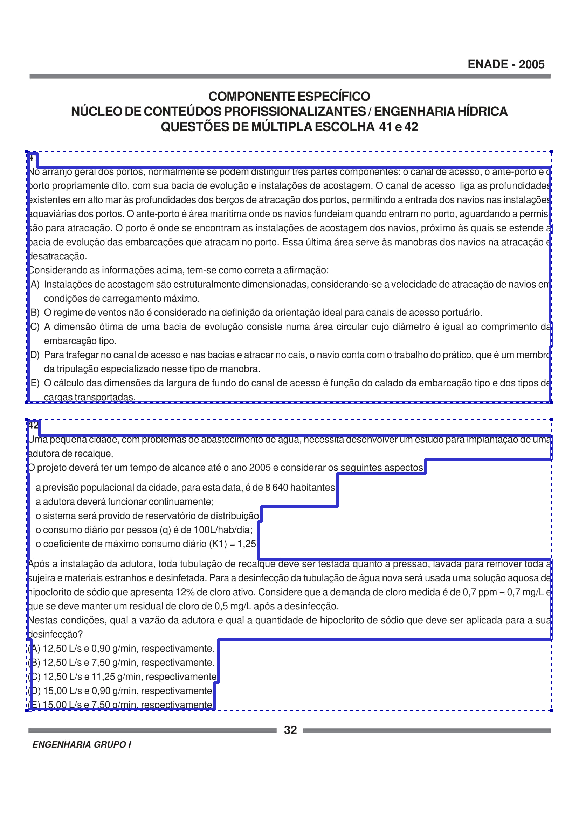 ENADE - 2005
COMPONENTE ESPECÍFICO
NÚCLEO DE CONTEÚDOS PROFISSIONALIZANTES / ENGENHARIA HÍDRICA
QUESTÕES DE MÚLTIPLA ESCOLHA 41 e 42
No arranjo geral dos portos, normalmente se podem distinguir três partes componentes: o canal de acesso, o ante-porto e o
porto propriamente dito, com sua bacia de evolução e instalações de acostagem. O canal de acesso liga as profundidades
existentes em alto mar às profundidades dos berços de atracação dos portos, permitindo a entrada dos navios nas instalações
aquaviárias dos portos. O ante-porto é área marítima onde os navios fundeiam quando entram no porto, aguardando a permis-
são para atracação. O porto é onde se encontram as instalações de acostagem dos navios, próximo às quais se estende a
bacia de evolução das embarcações que atracam no porto. Essa última área serve às manobras dos navios na atracação e
desatracação.
Considerando as informações acima, tem-se como correta a afirmação:
A) Instalações de acostagem são estruturalmente dimensionadas, considerando-se a velocidade de atracação de navios em
condições de carregamento máximo.
B) O regime de ventos não é considerado na definição da orientação ideal para canais de acesso portuário.
C) A dimensão ótima de uma bacia de evolução consiste numa área circular cujo diâmetro é igual ao comprimento da
embarcação tipo.
D) Para trafegar no canal de acesso e nas bacias e atracar no cais, o navio conta com o trabalho do prático, que é um membro
da tripulação especializado nesse tipo de manobra.
E) O cálculo das dimensões da largura de fundo do canal de acesso é função do calado da embarcação tipo e dos tipos de
cargas transportadas.
42
Uma pequena cidade, com problemas de abastecimento de água, necessita desenvolver um estudo para implantação de uma
adutora de recalque.
O projeto deverá ter um tempo de alcance até o ano 2005 e considerar os seguintes aspectos:
a previsão populacional da cidade, para esta data, é de 8 640 habitantes;
a adutora deverá funcionar continuamente;
o sistema será provido de reservatório de distribuição;
o consumo diário por pessoa (q) é de 100L/hab/dia;
o coeficiente de máximo consumo diário (K1) = 1,25.
Após a instalação da adutora, toda tubulação de recalque deve ser testada quanto à pressão, lavada para remover toda a
sujeira e materiais estranhos e desinfetada. Para a desinfecção da tubulação de água nova será usada uma solução aquosa de
hipoclorito de sódio que apresenta 12% de cloro ativo. Considere que a demanda de cloro medida é de 0,7 ppm = 0,7 mg/L e
que se deve manter um residual de cloro de 0,5 mg/L após a desinfecção.
Nestas condições, qual a vazão da adutora e qual a quantidade de hipoclorito de sódio que deve ser aplicada para a sua
desinfecção?
(A) 12,50 L/s e 0,90 g/min, respectivamente.
(B) 12,50 L/s e 7,50 g/min, respectivamente.
(C) 12,50 L/s e 11,25 g/min, respectivamente.
(D) 15,00 L/s e 0,90 g/min, respectivamente.
(E) 15,00 L/s e 7,50 g/min, respectivamente.
32
ENGENHARIA GRUPO I